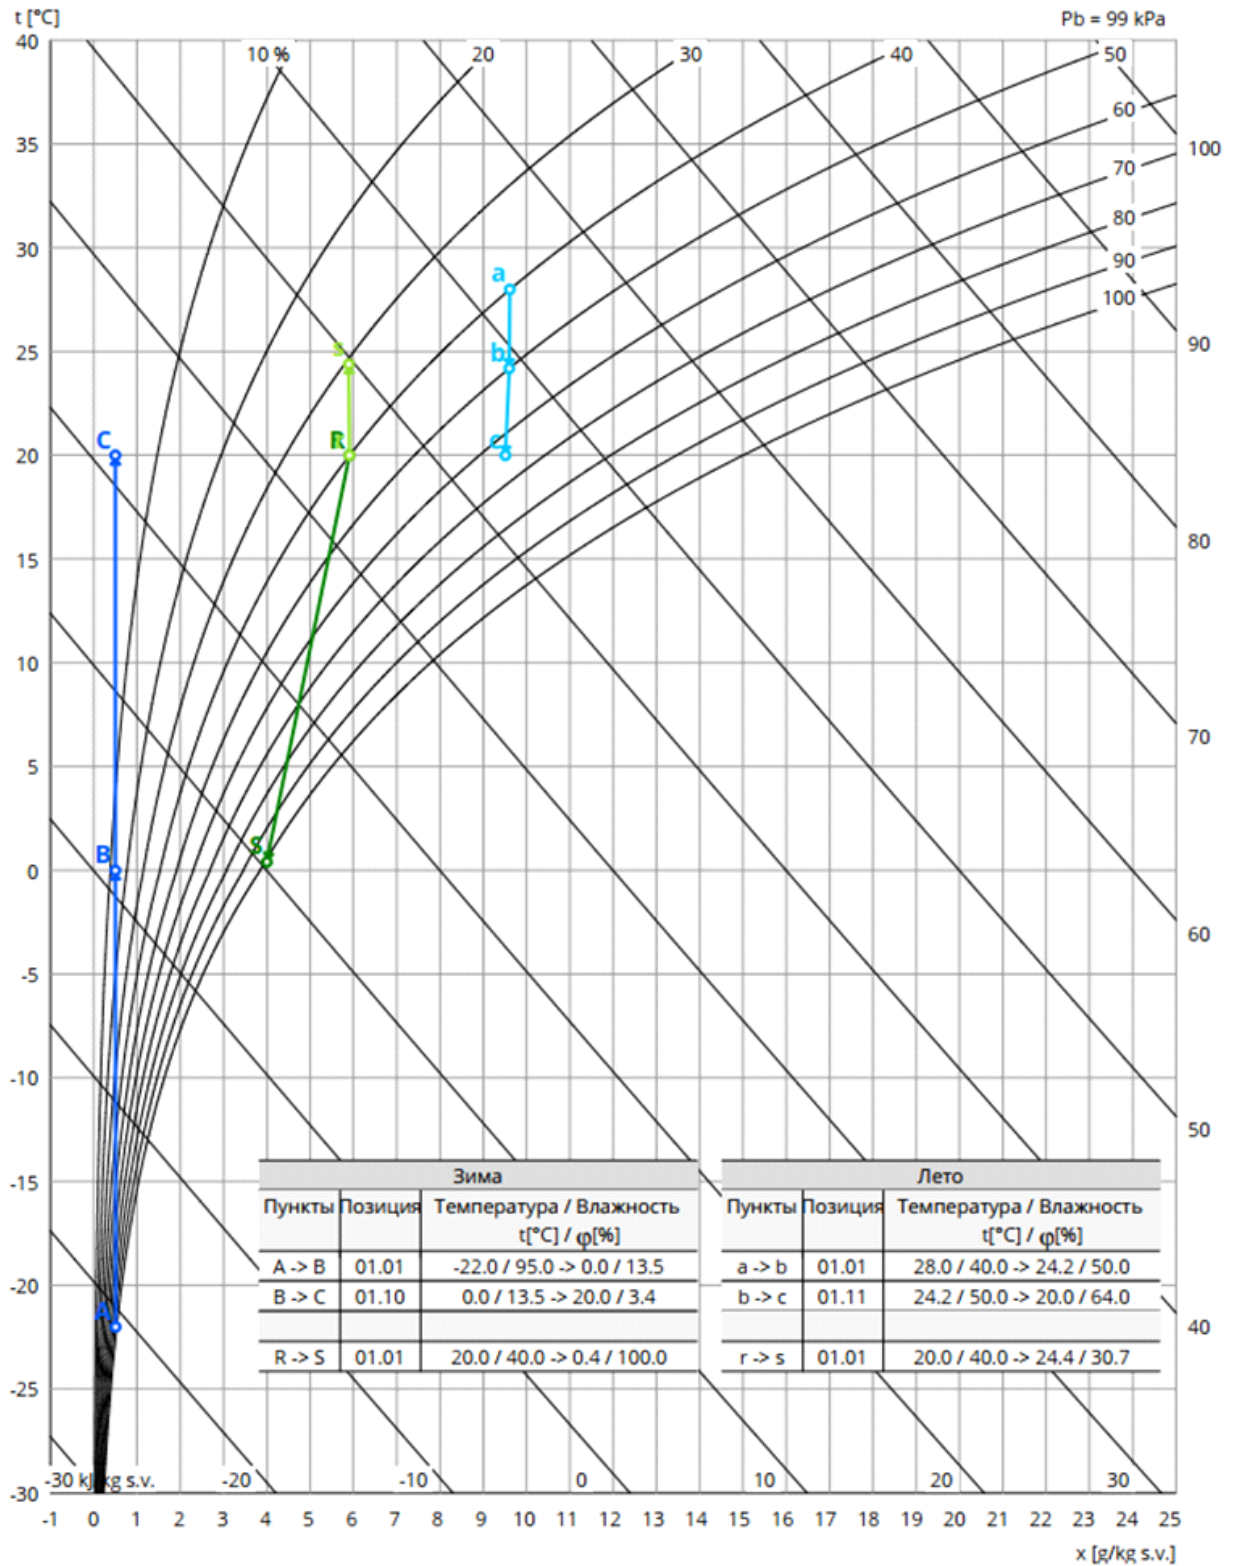 t [°C]
Pb = 99 kPa
40
10 %
20
30
40
50
60
35
100
70
80
30
90
a
100
25
s
b
90
C
R
c
20
15
80
10
5
70
B
S
0
60
-5
-10
50
-15
Зима
Лето
Пункты Позиция Температура / Влажность
t[°C] / φ[%]
Пункты Позиция Температура / Влажность
t[°C] / φ[%]
A -> B 01.01 -22.0 / 95.0 -> 0.0 / 13.5
a -> b 01.01 28.0 / 40.0 -> 24.2 / 50.0
-20
B -> C 01.10 0.0 / 13.5 -> 20.0 / 3.4
b -> c 01.11 24.2 / 50.0 -> 20.0 / 64.0
A
40
R -> S 01.01 20.0 / 40.0 -> 0.4 / 100.0
r -> s 01.01 20.0 / 40.0 -> 24.4 / 30.7
-25
-30 kJ/kg s.v.
-20
-10
0
10
20
30
-30
-1 0 1 2 3 4 5 6 7 8 9 10 11 12 13 14 15 16 17 18 19 20 21 22 23 24 25
x [g/kg s.v.]